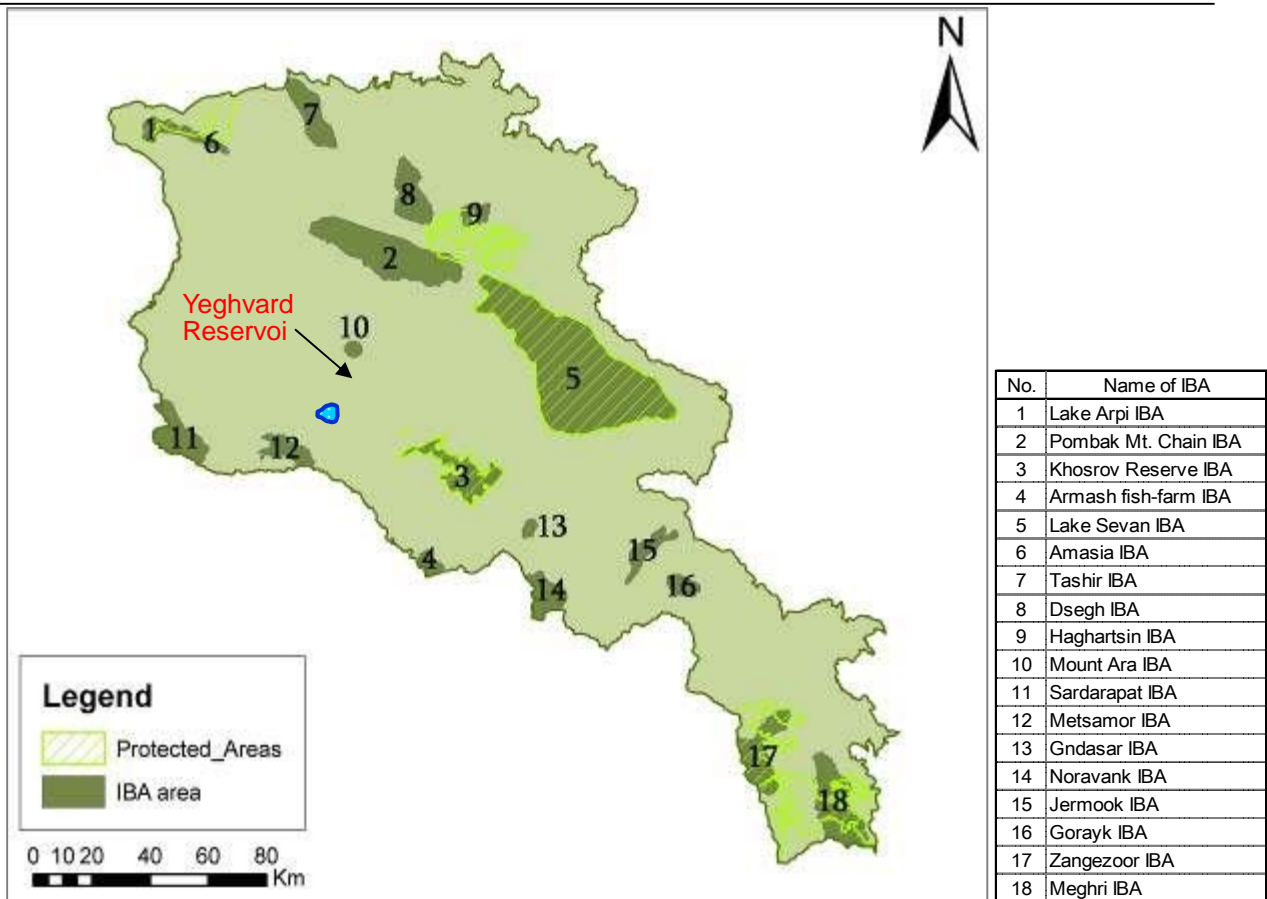 N
1
6
7
8
9
2
Yeghvard
Reservoi
10
5
11
12
3
13
4
15
14
16
17
18
Legend
Protected_Areas
IBA area
0 10 20 40 60 80
Km
No. Name of IBA
1 Lake Arpi IBA
2 Pombak Mt. Chain IBA
3 Khosrov Reserve IBA
4 Armash fish-farm IBA
5 Lake Sevan IBA
6 Amasia IBA
7 Tashir IBA
8 Dsegh IBA
9 Haghartsin IBA
10 Mount Ara IBA
11 Sardarapat IBA
12 Metsamor IBA
13 Gndasar IBA
14 Noravank IBA
15 Jermook IBA
16 Gorayk IBA
17 Zangezoor IBA
18 Meghri IBA